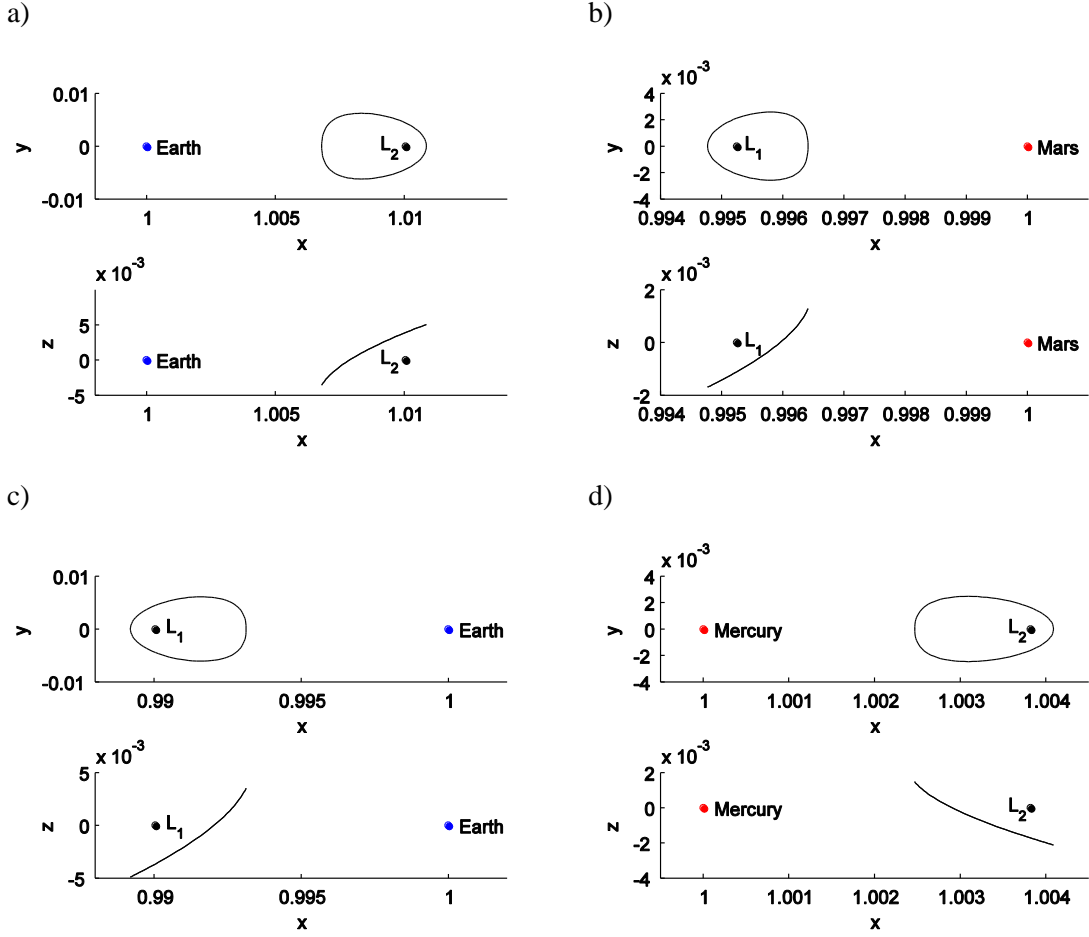 a)
0.01
0
-0.01
y
Earth
L2
1
1.005
1.01
x
x 10-3
5
0
-5
z
Earth
L2
1
1.005
1.01
x
b)
x 10-3
4
2
0
-2
-4
y
L1
Mars
0.994
0.995
0.996
0.997
0.998
0.999
1
x
x 10-3
2
0
-2
z
L1
Mars
0.994
0.995
0.996
0.997
0.998
0.999
1
x
c)
0.01
0
-0.01
y
L1
Earth
0.99
0.995
1
x
x 10-3
5
0
-5
z
L1
Earth
0.99
0.995
1
x
d)
x 10-3
4
2
0
-2
-4
y
Mercury
L2
1
1.001
1.002
1.003
1.004
x
x 10-3
2
0
-2
-4
z
Mercury
L2
1
1.001
1.002
1.003
1.004
x